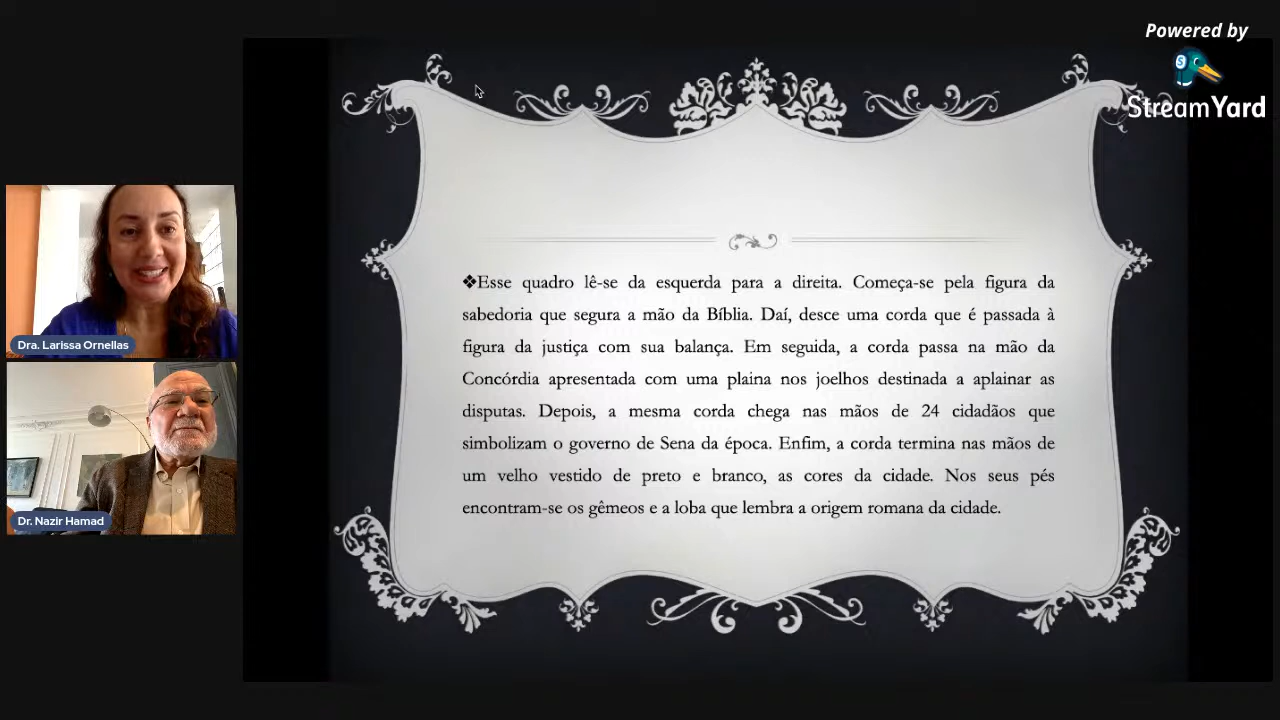 Powered by
StreamYard
❖Esse quadro lê-se da esquerda para a direita. Começa-se pela figura da
sabedoria que segura a mão da Bíblia. Daí, desce uma corda que é passada à
figura da justiça com sua balança. Em seguida, a corda passa na mão da
Concórdia apresentada com uma plaina nos joelhos destinada a aplainar as
disputas. Depois, a mesma corda chega nas mãos de 24 cidadãos que
simbolizam o governo de Sena da época. Enfim, a corda termina nas mãos de
um velho vestido de preto e branco, as cores da cidade. Nos seus pés
encontram-se os gêmeos e a loba que lembra a origem romana da cidade.
Dra. Larissa Ornellas
Dr. Nazir Hamad